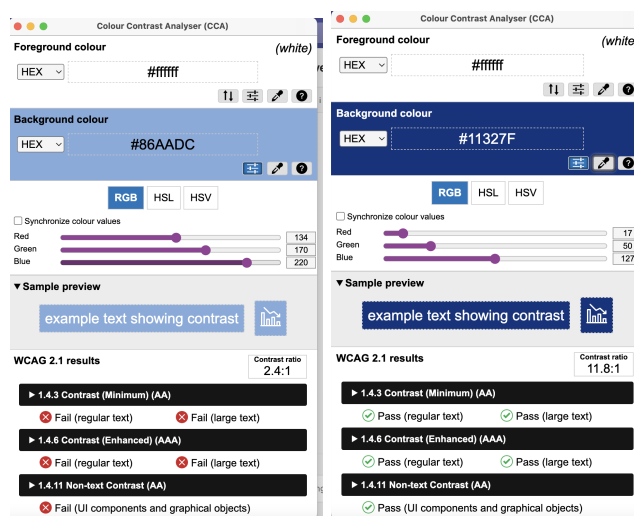 Colour Contrast Analyser (CCA)
Foreground colour
(white)
HEX
#ffffff
Background colour
HEX
#86AADC
RGB
HSL
HSV
Synchronize colour values
Red
134
Green
170
Blue
220
▼ Sample preview
example text showing contrast
WCAG 2.1 results
Contrast ratio
2.4:1
▶ 1.4.3 Contrast (Minimum) (AA)
Fail (regular text)
Fail (large text)
▶ 1.4.6 Contrast (Enhanced) (AAA)
Fail (regular text)
Fail (large text)
▶ 1.4.11 Non-text Contrast (AA)
Fail (UI components and graphical objects)
Colour Contrast Analyser (CCA)
Foreground colour
(white
HEX
#ffffff
Background colour
HEX
#11327F
RGB
HSL
HSV
Synchronize colour values
Red
17
Green
50
Blue
127
▼ Sample preview
example text showing contrast
WCAG 2.1 results
Contrast ratio
11.8:1
▶ 1.4.3 Contrast (Minimum) (AA)
Pass (regular text)
Pass (large text)
▶ 1.4.6 Contrast (Enhanced) (AAA)
Pass (regular text)
Pass (large text)
▶ 1.4.11 Non-text Contrast (AA)
Pass (UI components and graphical objects)